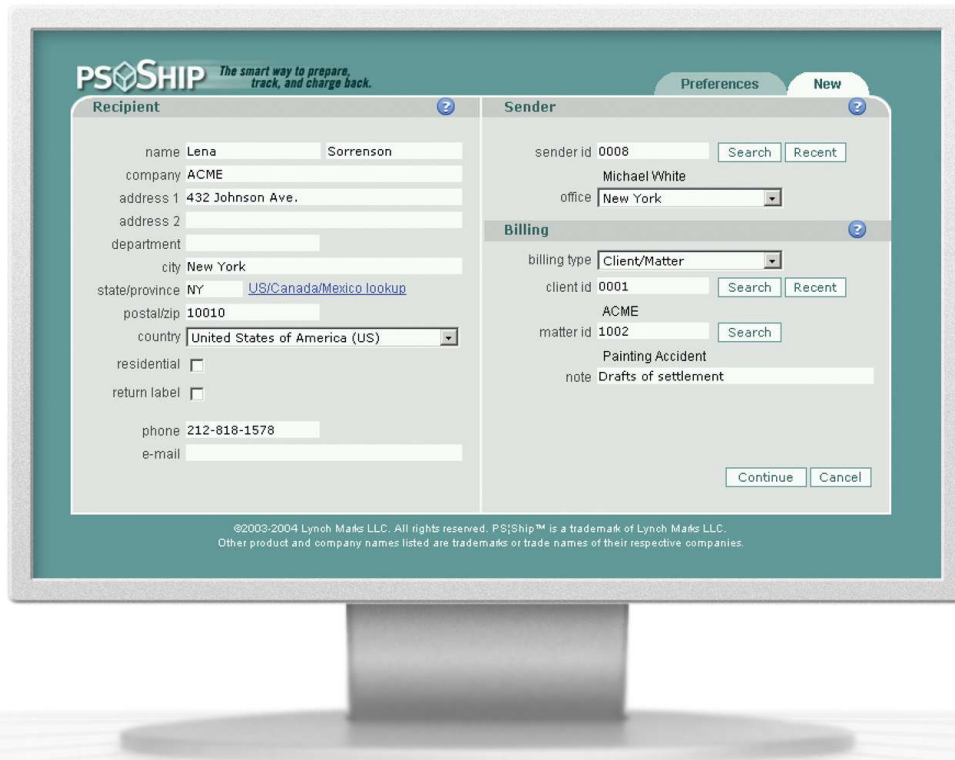 PS SHIP The smart way to prepare,
track, and charge back.
Preferences New
Recipient
name Lena Sorrenson
company ACME
address 1 432 Johnson Ave.
address 2
department
city New York
state/province NY US/Canada/Mexico lookup
postal/zip 10010
country United States of America (US)
residential
return label
phone 212-818-1578
e-mail
Sender
sender id 0008 Search Recent
Michael White
office New York
Billing
billing type Client/Matter
client id 0001 Search Recent
ACME
matter id 1002 Search
Painting Accident
note Drafts of settlement
Continue Cancel
©2003-2004 Lynch Marks LLC. All rights reserved. PS¦Ship™ is a trademark of Lynch Marks LLC.
Other product and company names listed are trademarks or trade names of their respective companies.